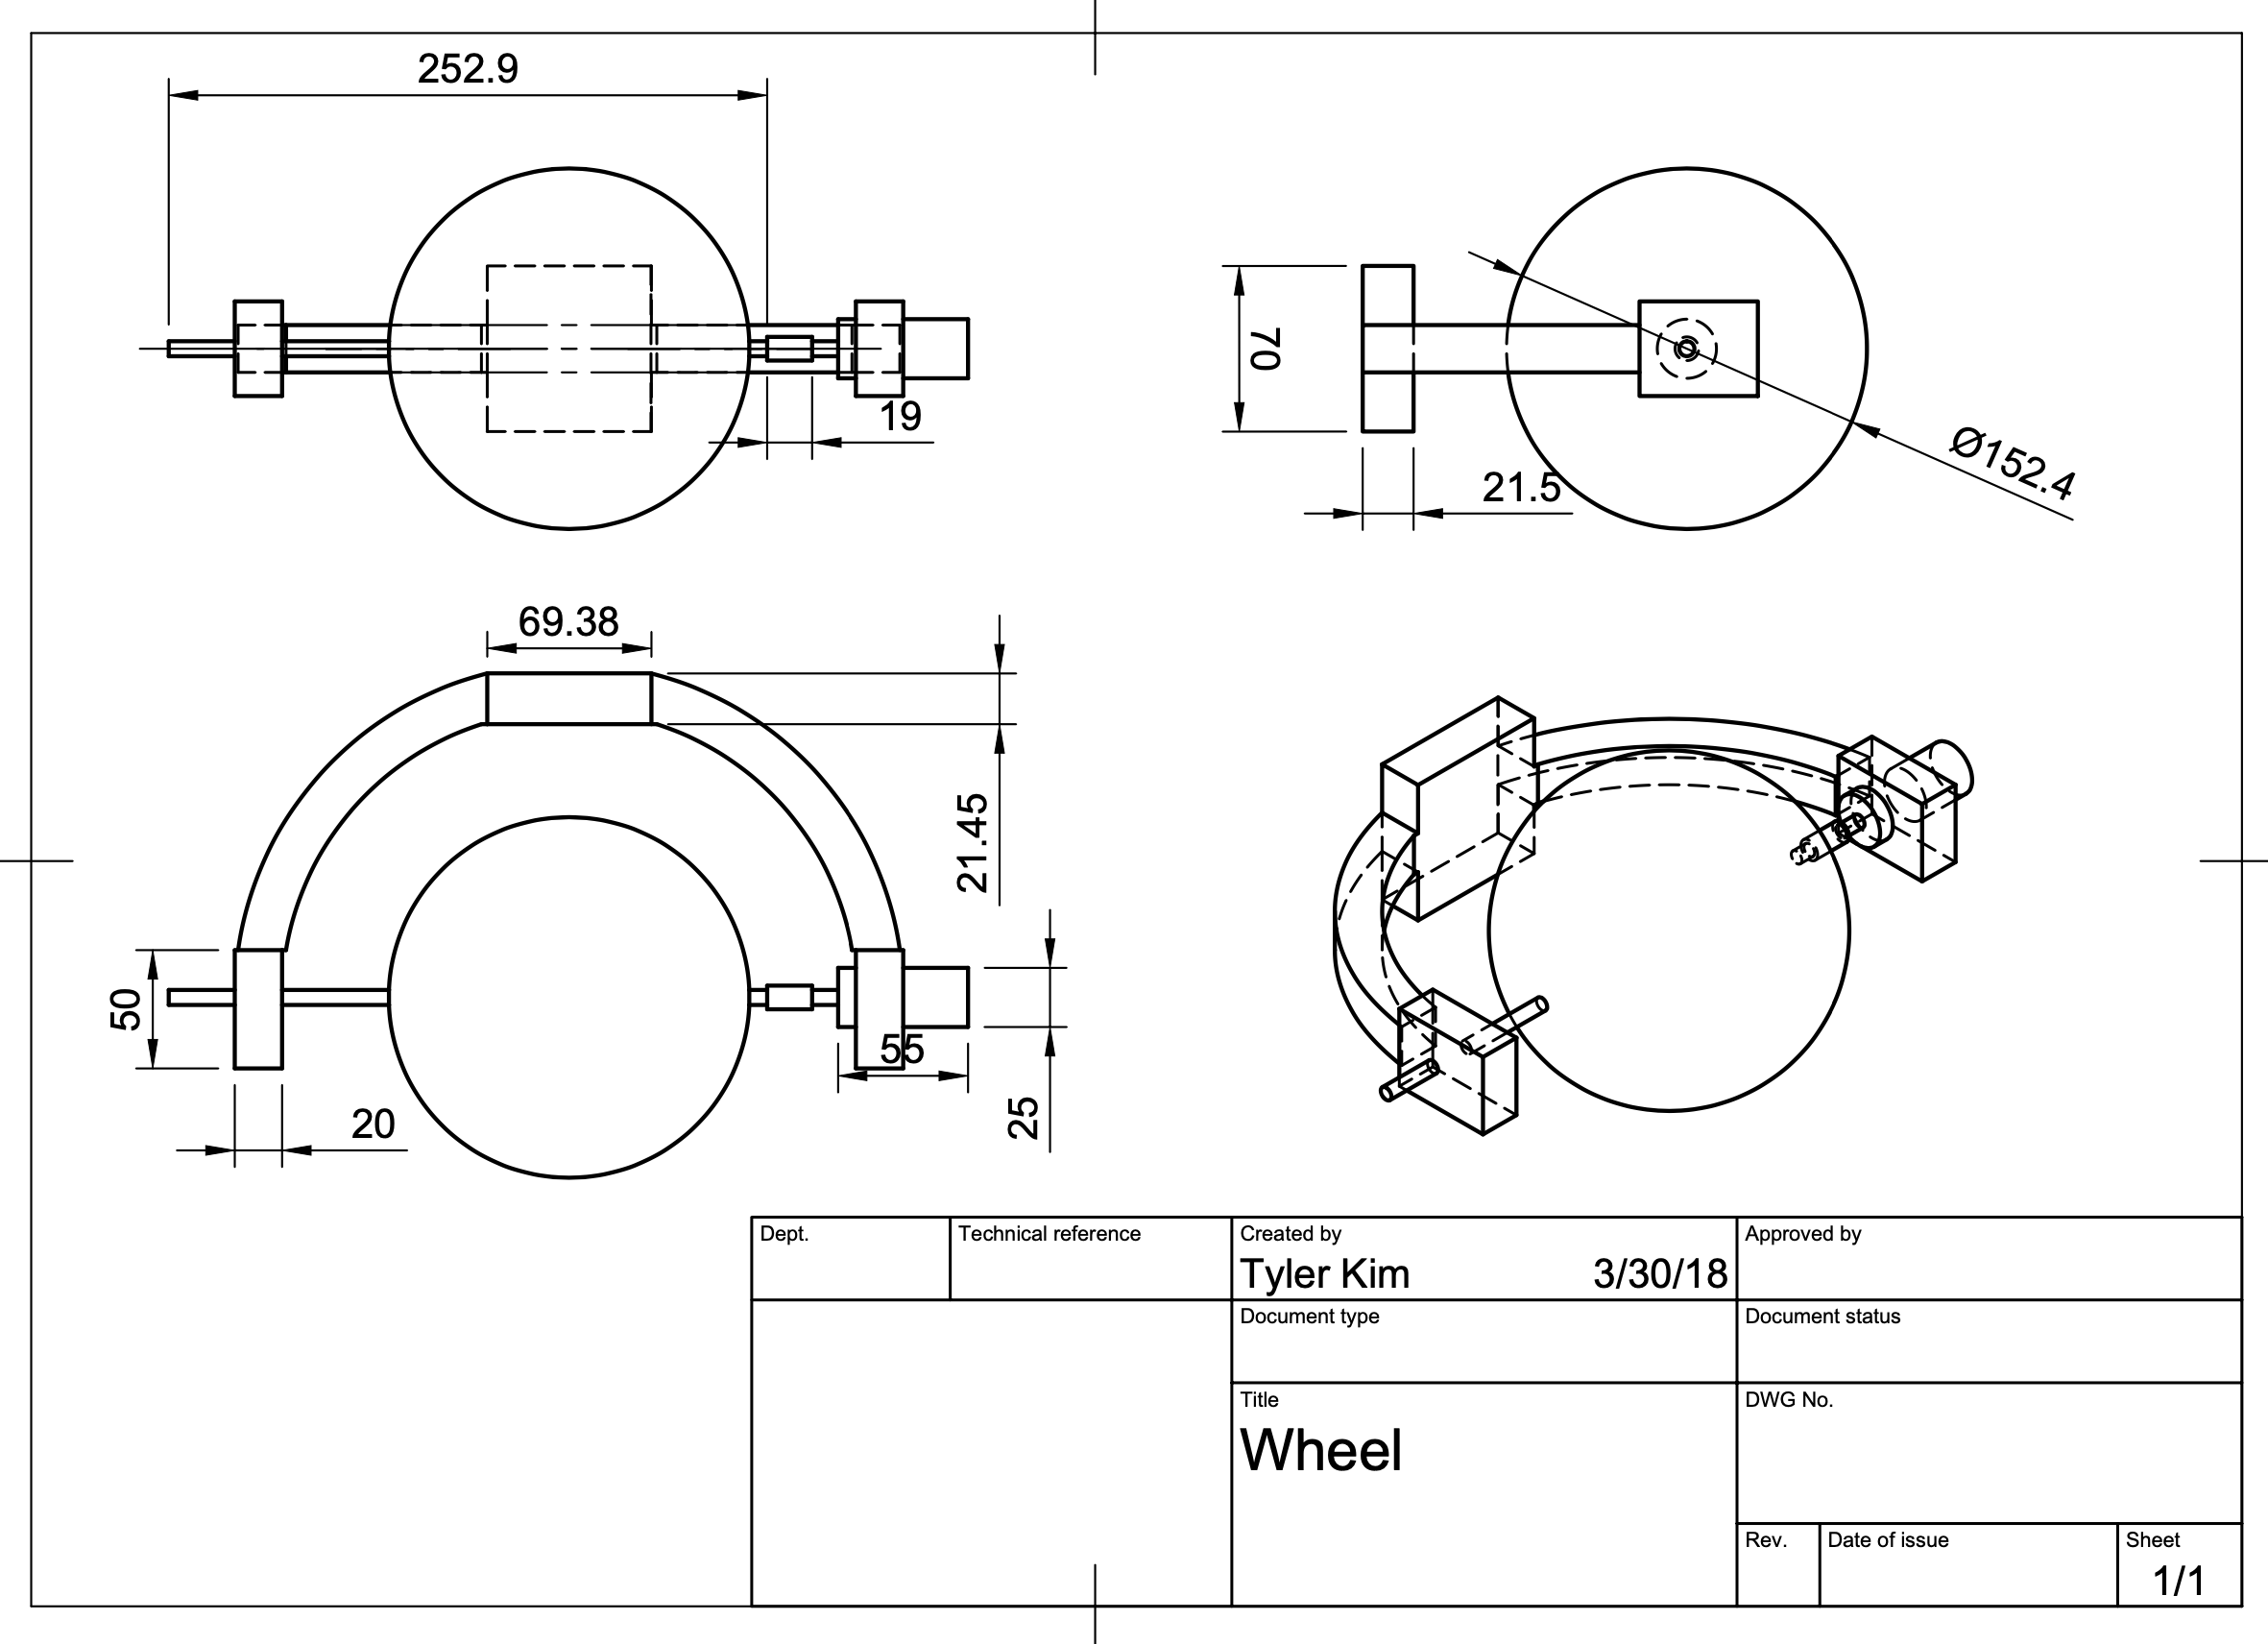 252.9
19
70
21.5
Ø152.4
69.38
21.45
50
55
25
20
Dept.
Technical reference
Created by
Tyler Kim 3/30/18
Approved by
Document type
Document status
Title
Wheel
DWG No.
Rev.
Date of issue
Sheet
1/1